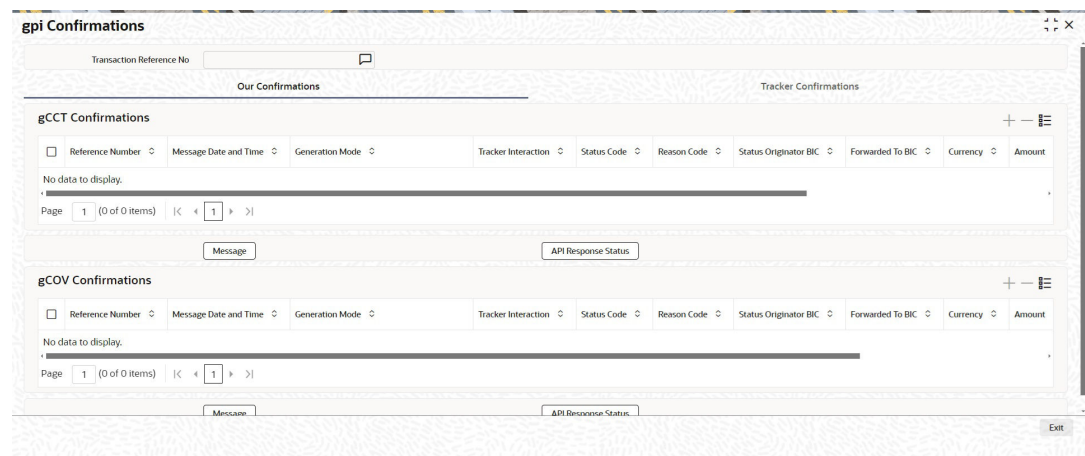 gpi Confirmations
Transaction Reference No
Our Confirmations Tracker Confirmations
gCCT Confirmations
Reference Number Message Date and Time Generation Mode Tracker Interaction Status Code Reason Code Status Originator BIC Forwarded To BIC Currency Amount
No data to display.
Page 1 (0 of 0 items) 1
Message API Response Status
gCOV Confirmations
Reference Number Message Date and Time Generation Mode Tracker Interaction Status Code Reason Code Status Originator BIC Forwarded To BIC Currency Amount
No data to display.
Page 1 (0 of 0 items) 1
Message API Response Status
Exit